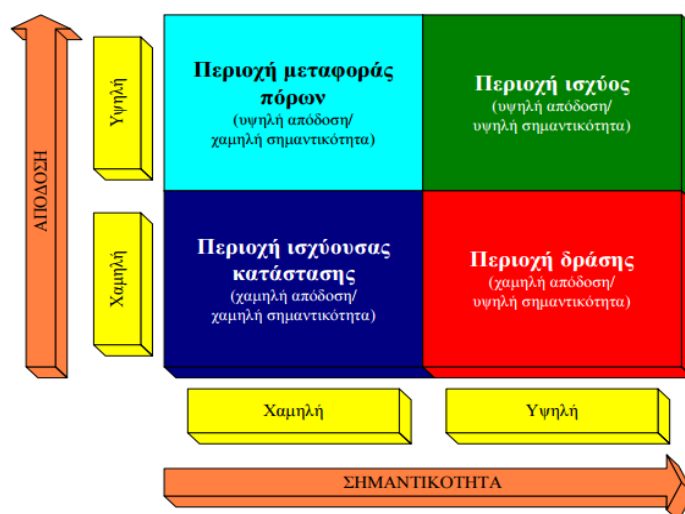 ΑΠΟΔΟΣΗ
Υψηλή
Χαμηλή
Περιοχή μεταφοράς
πόρων
(υψηλή απόδοση/
χαμηλή σημαντικότητα)
Περιοχή ισχύος
(υψηλή απόδοση/
υψηλή σημαντικότητα)
Περιοχή ισχύουσας
κατάστασης
(χαμηλή απόδοση/
χαμηλή σημαντικότητα)
Περιοχή δράσης
(χαμηλή απόδοση/
υψηλή σημαντικότητα)
Χαμηλή
Υψηλή
ΣΗΜΑΝΤΙΚΟΤΗΤΑ